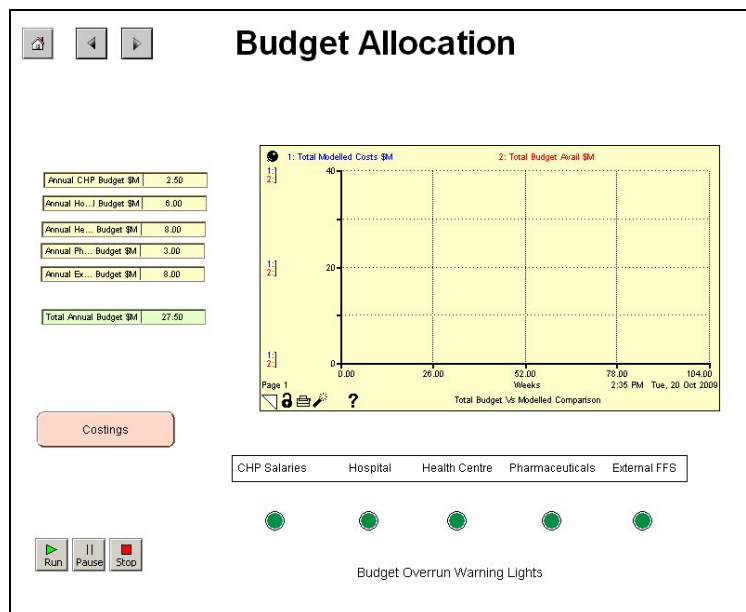 Budget Allocation
1: Total Modelled Costs $M 2: Total Budget Avail $M
1:
2:
40
Annual CHP Budget $M 2.50
Annual Ho...l Budget $M 6.00
Annual He... Budget $M 8.00
Annual Ph... Budget $M 3.00
Annual Ex... Budget $M 8.00
Total Annual Budget $M 27.50
1:
2:
20
1:
2:
0
0.00 26.00 52.00 78.00 104.00
Page 1 Weeks 2:35 PM Tue, 20 Oct 2009
? Total Budget Vs Modelled Comparison
Costings
CHP Salaries Hospital Health Centre Pharmaceuticals External FFS
Run Pause Stop
Budget Overrun Warning Lights